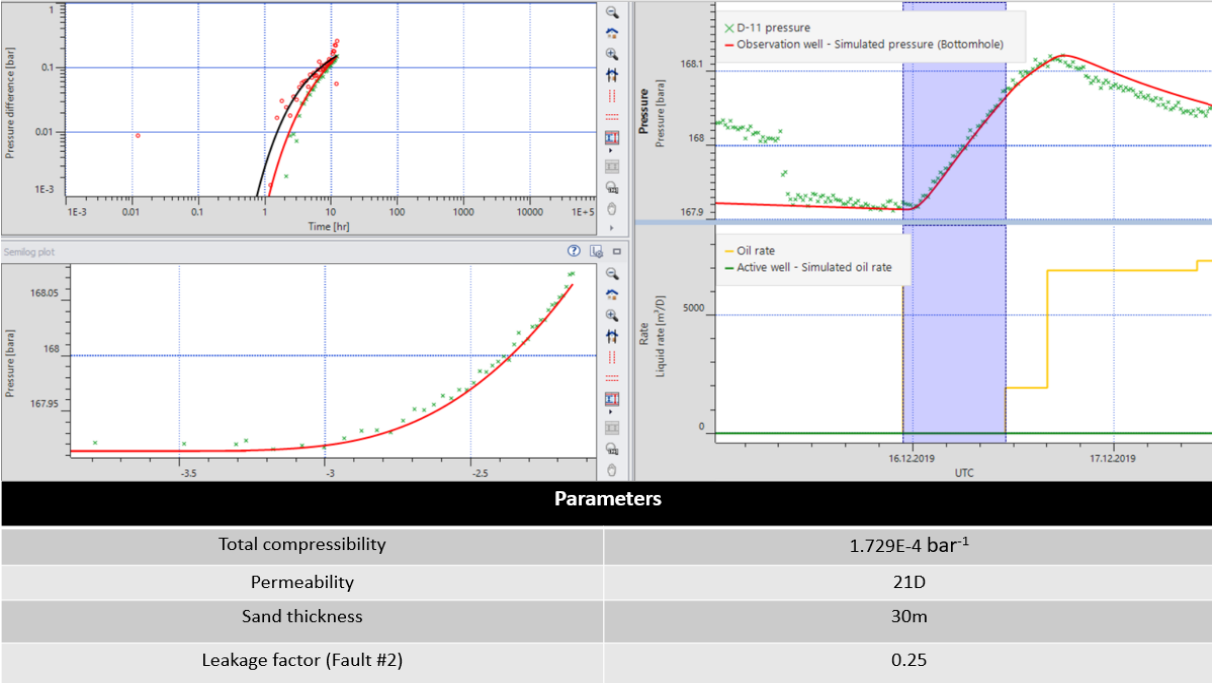 1
0.1
0.01
1E-3
Pressure difference [bar]
1E-3 0.01 0.1 1 10 100 1000 10000 1E+5
Time [hr]
Semilog plot
168.05
168
167.95
Pressure [bara]
-3.5 -3 -2.5
D-11 pressure
Observation well - Simulated pressure (Bottomhole)
168.1
168
167.9
Pressure
Pressure [bara]
Oil rate
Active well - Simulated oil rate
5000
0
Rate
Liquid rate [m³/D]
16.12.2019 17.12.2019
UTC
Parameters
Total compressibility 1.729E-4 bar⁻¹
Permeability 21D
Sand thickness 30m
Leakage factor (Fault #2) 0.25